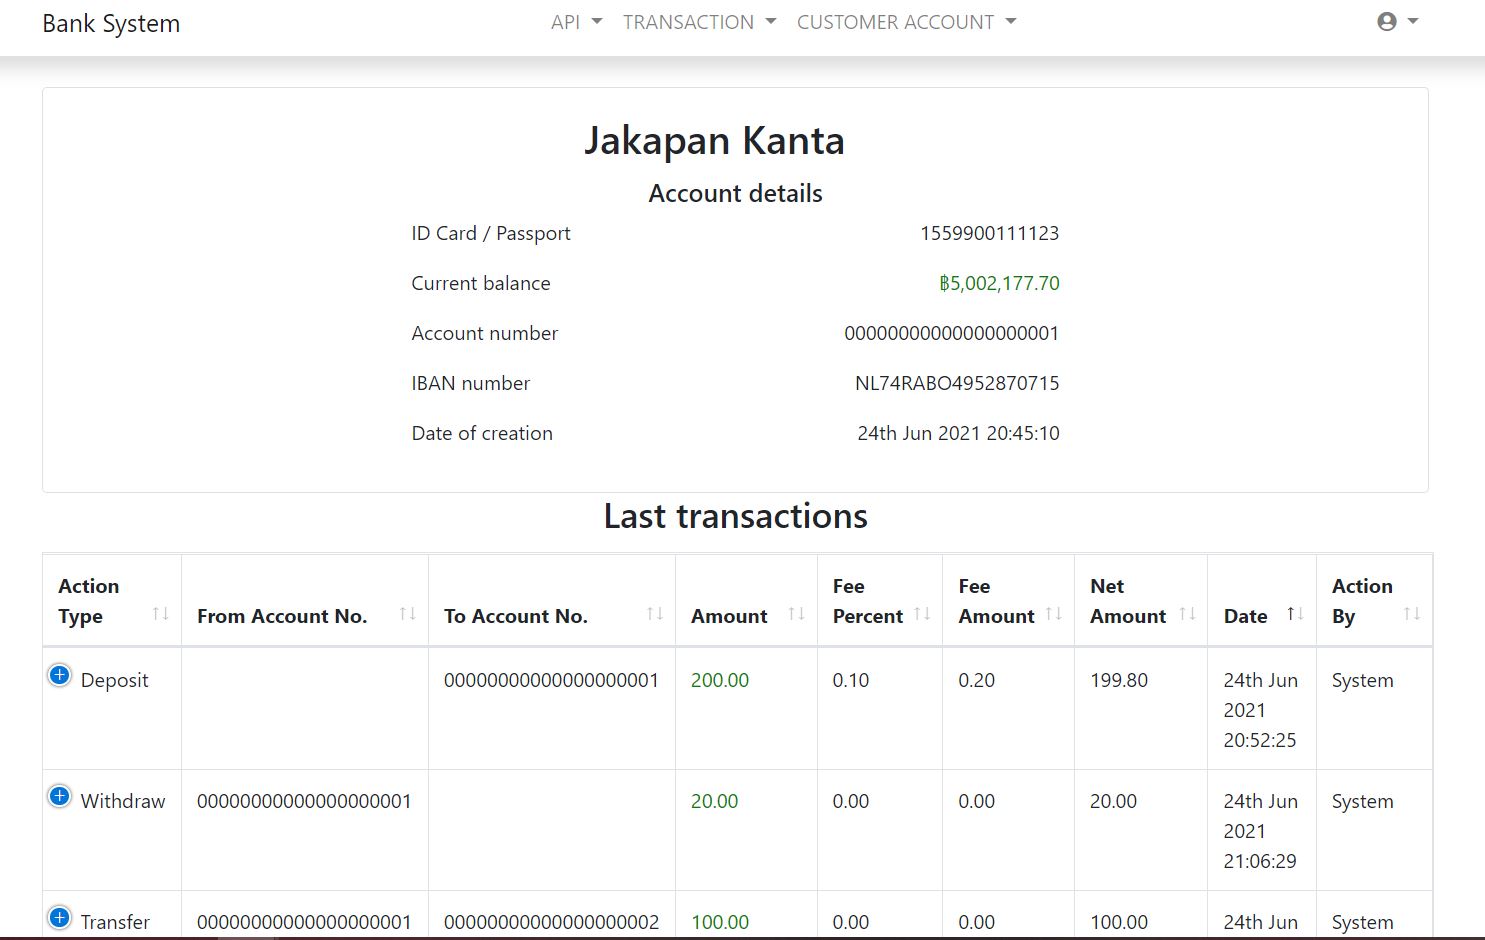 Bank System
API TRANSACTION CUSTOMER ACCOUNT
Jakapan Kanta
Account details
ID Card / Passport 1559900111123
Current balance ฿5,002,177.70
Account number 00000000000000000001
IBAN number NL74RABO4952870715
Date of creation 24th Jun 2021 20:45:10
Last transactions
Action Type From Account No. To Account No. Amount Fee Percent Fee Amount Net Amount Date Action By
Deposit 00000000000000000001 200.00 0.10 0.20 199.80 24th Jun 2021 20:52:25 System
Withdraw 00000000000000000001 20.00 0.00 0.00 20.00 24th Jun 2021 21:06:29 System
Transfer 00000000000000000001 00000000000000000002 100.00 0.00 0.00 100.00 24th Jun System